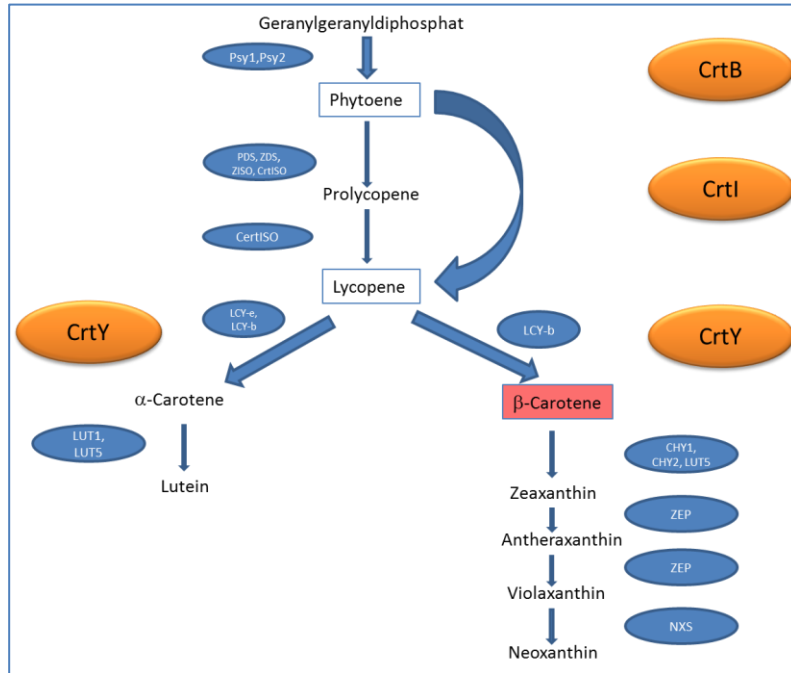 Geranylgeranyldiphosphat
Psy1,Psy2
CrtB
Phytoene
PDS, ZDS,
ZISO, CrtISO
CrtI
Prolycopene
CertISO
Lycopene
LCY-e,
LCY-b
LCY-b
CrtY
CrtY
α-Carotene
β-Carotene
LUT1,
LUT5
CHY1,
CHY2, LUT5
Lutein
Zeaxanthin
ZEP
Antheraxanthin
ZEP
Violaxanthin
NXS
Neoxanthin